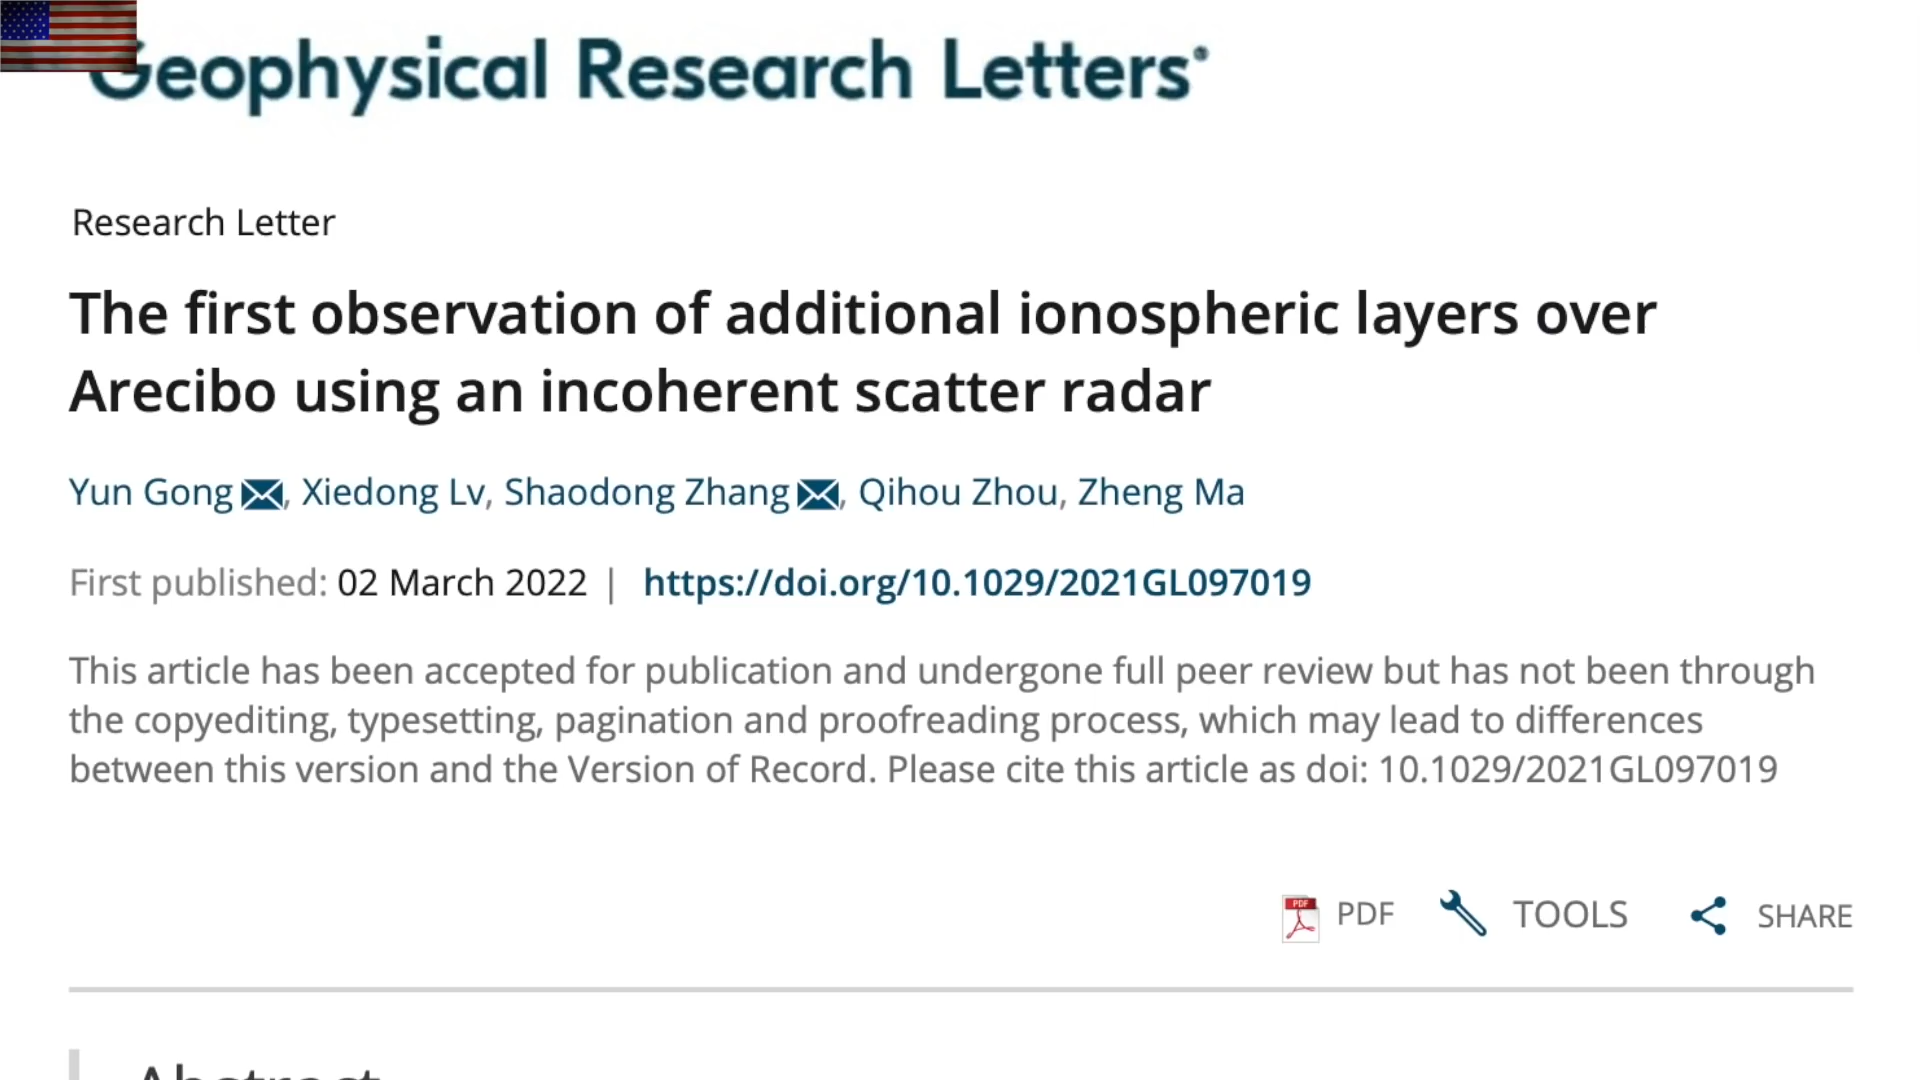 Geophysical Research Letters®
Research Letter
The first observation of additional ionospheric layers over
Arecibo using an incoherent scatter radar
Yun Gong, Xiedong Lv, Shaodong Zhang, Qihou Zhou, Zheng Ma
First published: 02 March 2022 | https://doi.org/10.1029/2021GL097019
This article has been accepted for publication and undergone full peer review but has not been through
the copyediting, typesetting, pagination and proofreading process, which may lead to differences
between this version and the Version of Record. Please cite this article as doi: 10.1029/2021GL097019
PDF PDF TOOLS SHARE
Abstract